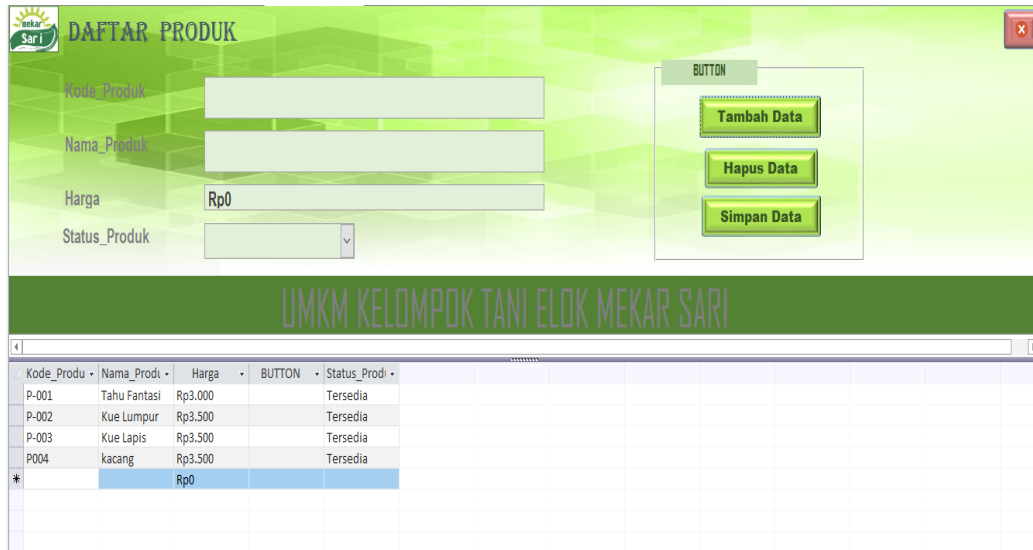 mekar
Sari
DAFTAR PRODUK
Kode_Produk
Nama_Produk
Harga
Rp0
Status_Produk
BUTTON
Tambah Data
Hapus Data
Simpan Data
UMKM KELOMPOK TANI ELOK MEKAR SARI
Kode_Produ Nama_Produ Harga BUTTON Status_Produ
P-001 Tahu Fantasi Rp3.000 Tersedia
P-002 Kue Lumpur Rp3.500 Tersedia
P-003 Kue Lapis Rp3.500 Tersedia
P004 kacang Rp3.500 Tersedia
* Rp0